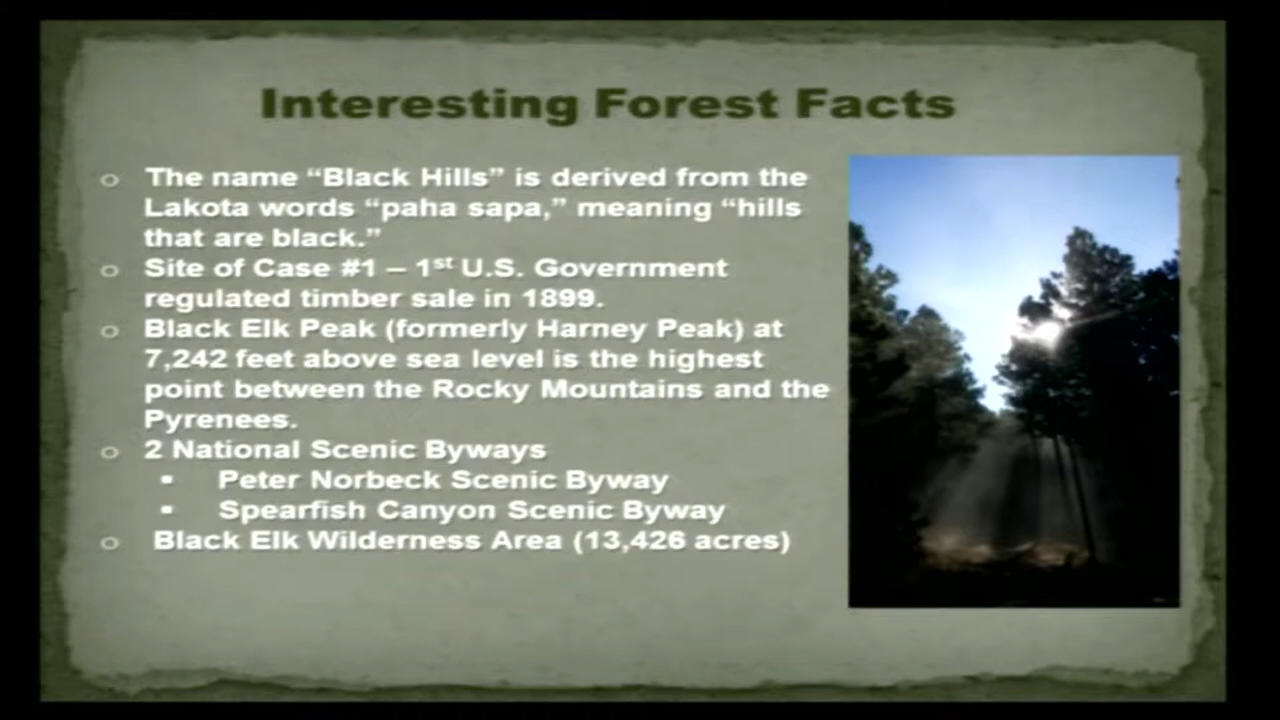 Interesting Forest Facts
○ The name “Black Hills” is derived from the
Lakota words “paha sapa,” meaning “hills
that are black.”
○ Site of Case #1 – 1st U.S. Government
regulated timber sale in 1899.
○ Black Elk Peak (formerly Harney Peak) at
7,242 feet above sea level is the highest
point between the Rocky Mountains and the
Pyrenees.
○ 2 National Scenic Byways
▪ Peter Norbeck Scenic Byway
▪ Spearfish Canyon Scenic Byway
○ Black Elk Wilderness Area (13,426 acres)